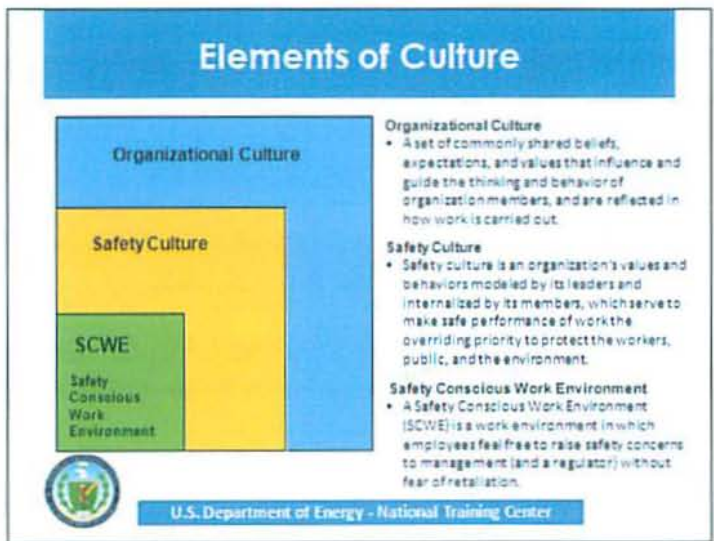 Elements of Culture
Organizational Culture
Safety Culture
SCWE
Safety
Conscious
Work
Environment
Organizational Culture
• A set of commonly shared beliefs,
expectations, and values that influence and
guide the thinking and behavior of
organization members, and are reflected in
how work is carried out.
Safety Culture
• Safety culture is an organization's values and
behaviors modeled by its leaders and
internalized by its members, which serve to
make safe performance of work the
overriding priority to protect the workers,
public, and the environment.
Safety Conscious Work Environment
• A Safety Conscious Work Environment
(SCWE) is a work environment in which
employees feel free to raise safety concerns
to management (and a regulator) without
fear of retaliation.
U.S. Department of Energy - National Training Center